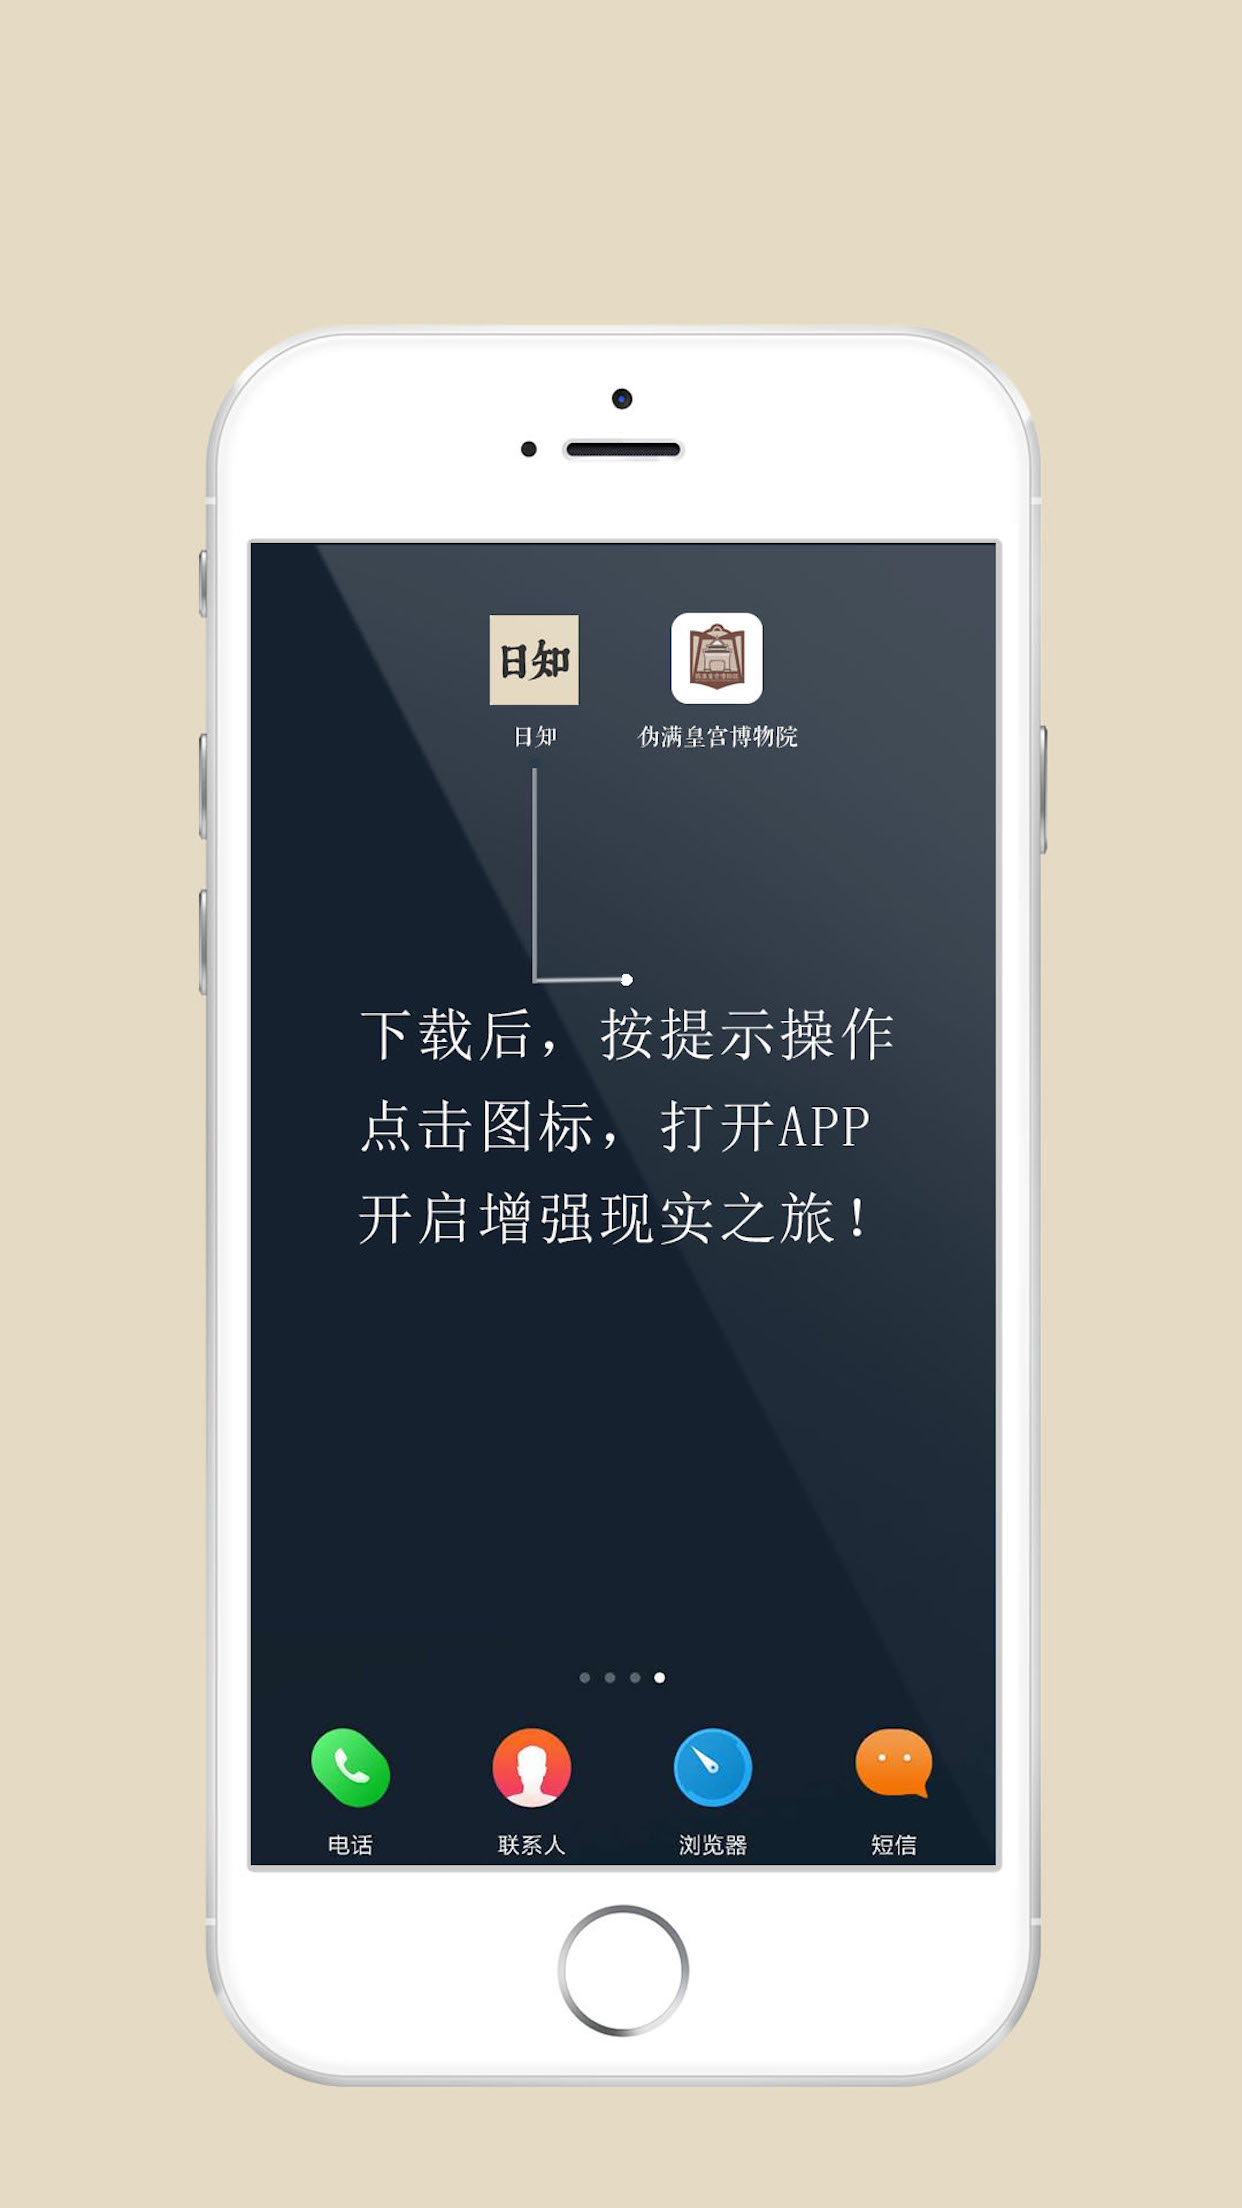 日知
日知 伪满皇宫博物院
下载后，按提示操作
点击图标，打开APP
开启增强现实之旅！
电话 联系人 浏览器 短信